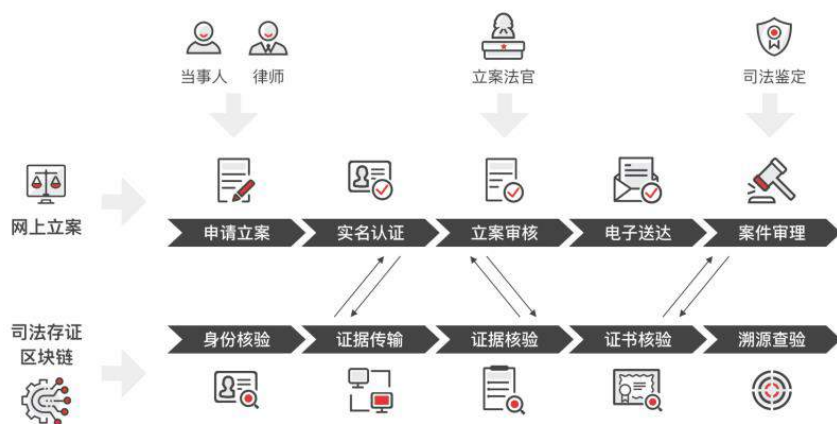 当事人 律师 立案法官 司法鉴定
网上立案
申请立案 实名认证 立案审核 电子送达 案件审理
司法存证
区块链
身份核验 证据传输 证据核验 证书核验 溯源查验